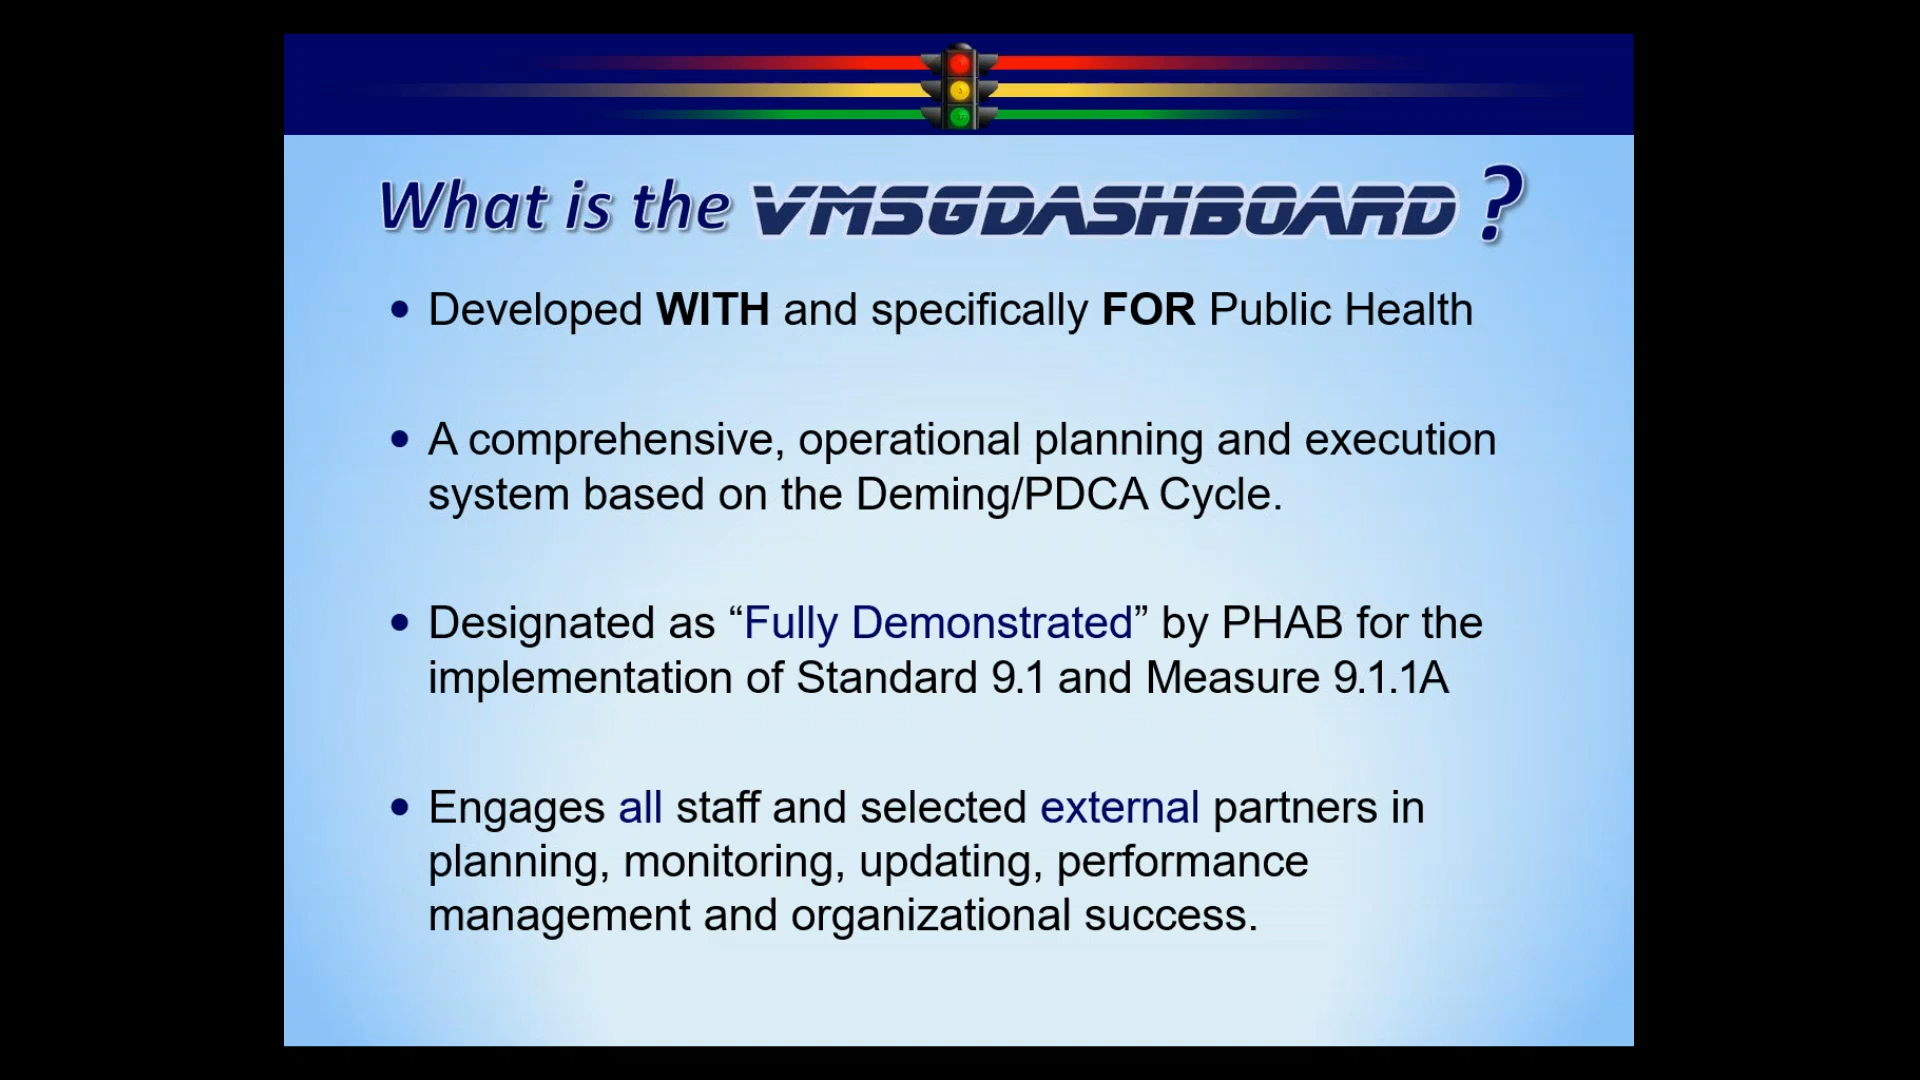 What is the VMSGDASHBOARD ?
• Developed WITH and specifically FOR Public Health
• A comprehensive, operational planning and execution
system based on the Deming/PDCA Cycle.
• Designated as “Fully Demonstrated” by PHAB for the
implementation of Standard 9.1 and Measure 9.1.1A
• Engages all staff and selected external partners in
planning, monitoring, updating, performance
management and organizational success.